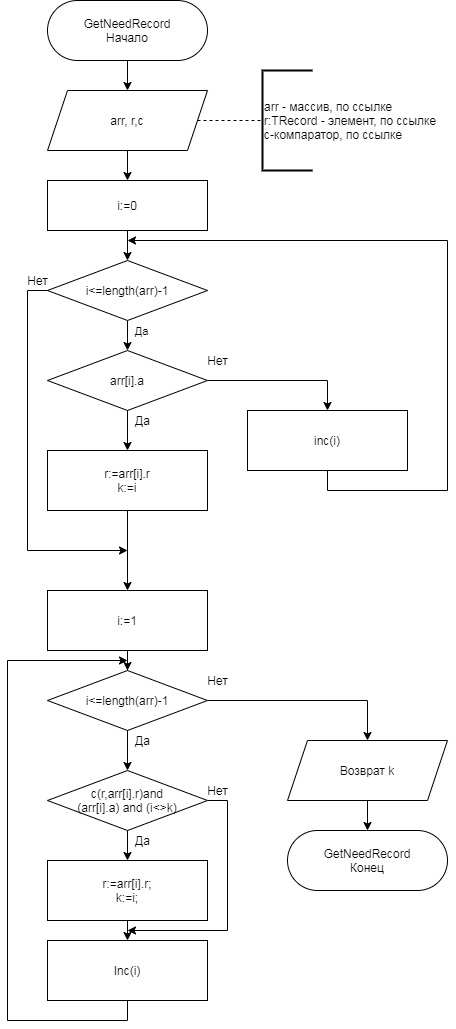 GetNeedRecord
Начало
arr, r,c
arr - массив, по ссылке
r:TRecord - элемент, по ссылке
с-компаратор, по ссылке
i:=0
i<=length(arr)-1
Нет
Да
arr[i].a
Нет
Да
inc(i)
r:=arr[i].r
k:=i
i:=1
i<=length(arr)-1
Нет
Да
Возврат k
c(r,arr[i].r)and
(arr[i].a) and (i<>k)
Нет
Да
GetNeedRecord
Конец
r:=arr[i].r;
k:=i;
Inc(i)